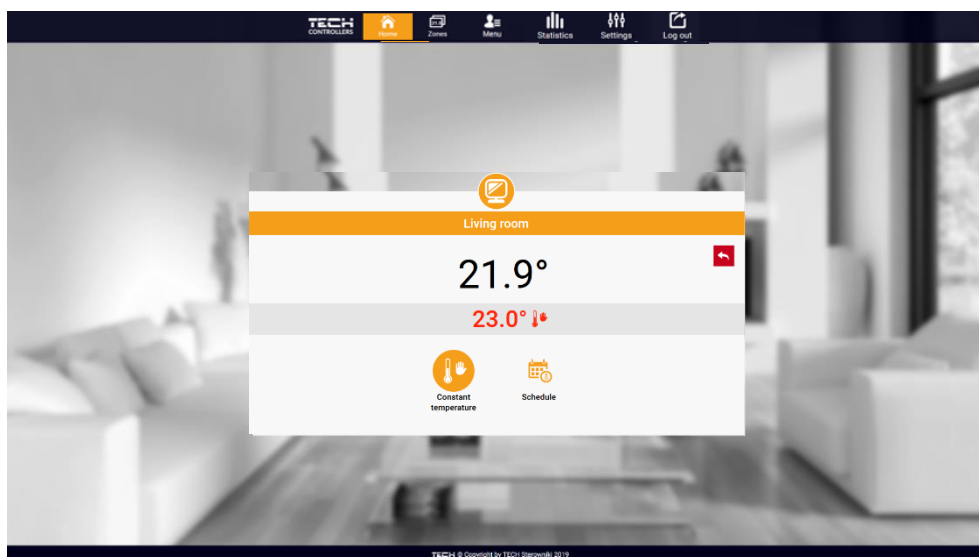 TECH
CONTROLLERS
Home
Zones
Menu
Statistics
Settings
Log out
Living room
21.9°
23.0°
Constant
temperature
Schedule
TECH © Copyright by TECH Sterowniki 2019